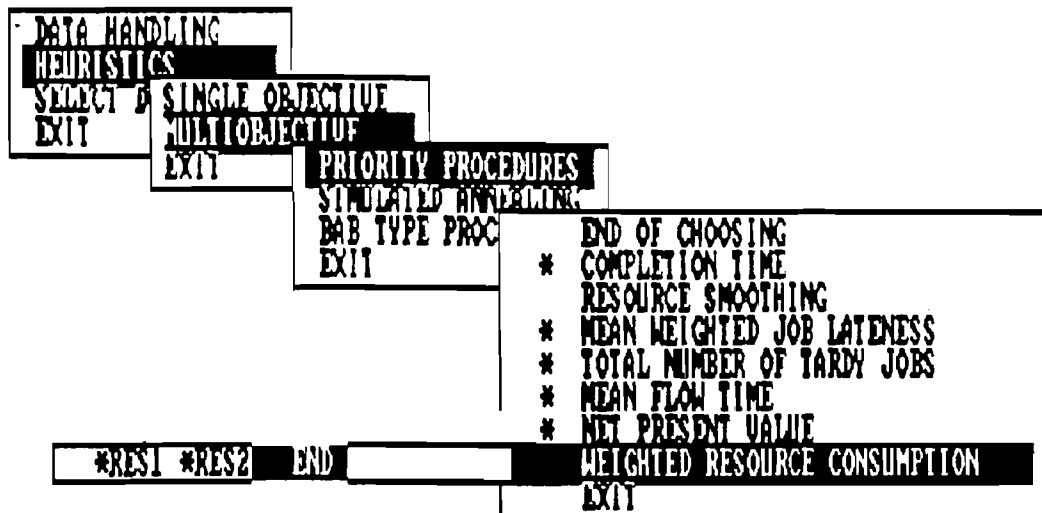 DATA HANDLING
HEURISTICS
SELECT D
EXIT
SINGLE OBJECTIVE
MULTIOBJECTIVE
EXIT
PRIORITY PROCEDURES
SIMULATED ANNEALING
BAB TYPE PROC
EXIT
END OF CHOOSING
* COMPLETION TIME
RESOURCE SMOOTHING
* MEAN WEIGHTED JOB LATENESS
* TOTAL NUMBER OF TARDY JOBS
* MEAN FLOW TIME
* NET PRESENT VALUE
WEIGHTED RESOURCE CONSUMPTION
EXIT
*RES1 *RES2 END